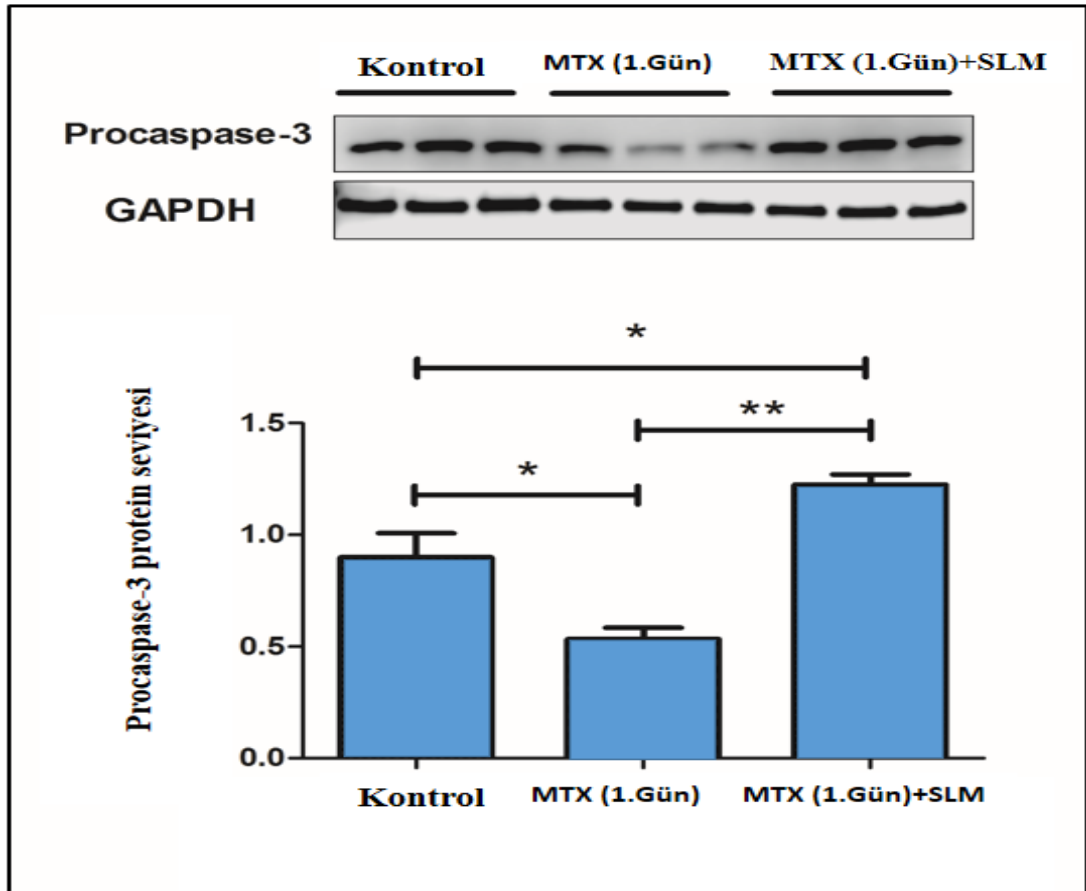 Kontrol MTX (1.Gün) MTX (1.Gün)+SLM
Procaspase-3
GAPDH
*
**
*
Procaspase-3 protein seviyesi
1.5
1.0
0.5
0.0
Kontrol MTX (1.Gün) MTX (1.Gün)+SLM